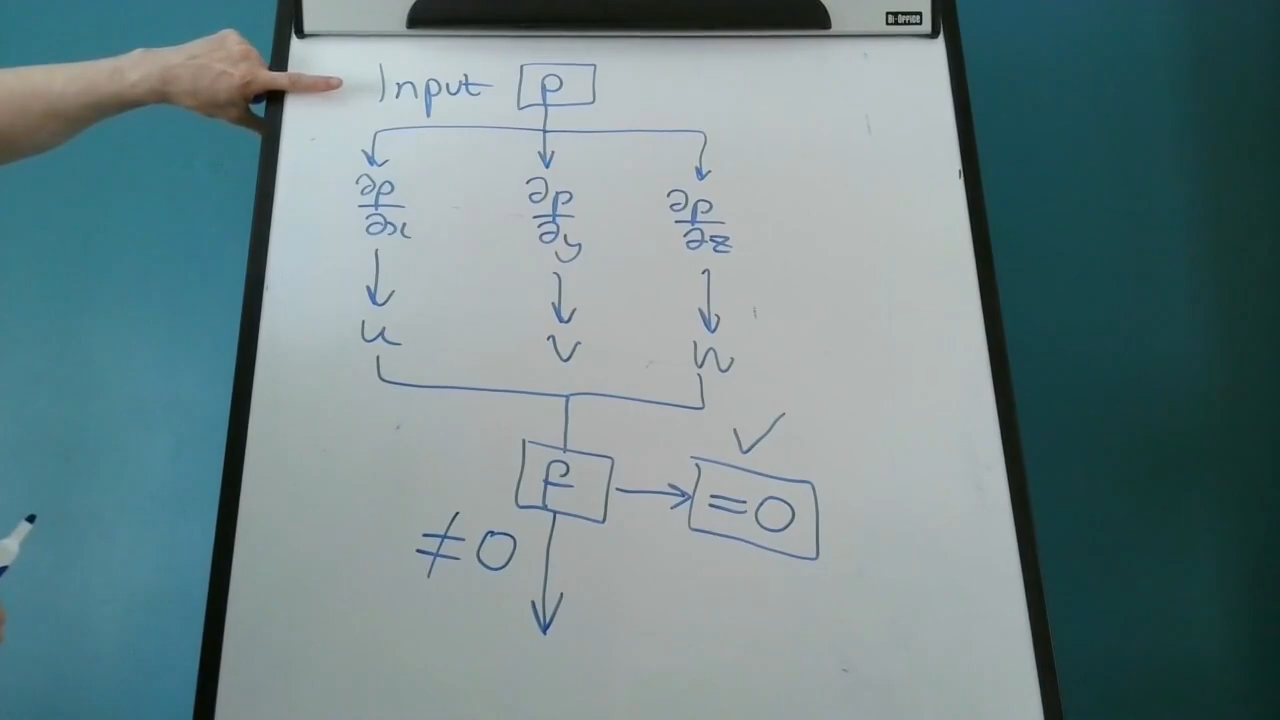 Bi-Office
Input P
∂p/∂x ∂p/∂y ∂p/∂z
u v w
F = 0 ✓
≠ 0